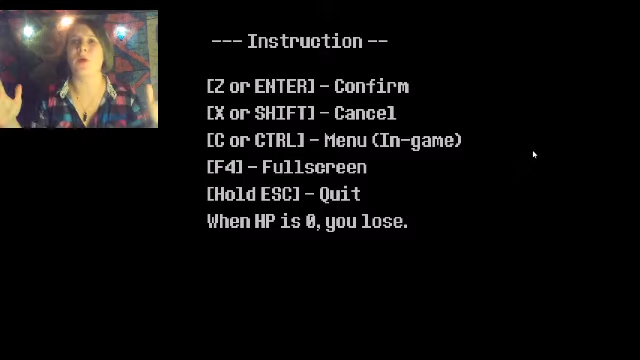 --- Instruction --
[Z or ENTER] - Confirm
[X or SHIFT] - Cancel
[C or CTRL] - Menu (In-game)
[F4] - Fullscreen
[Hold ESC] - Quit
When HP is 0, you lose.